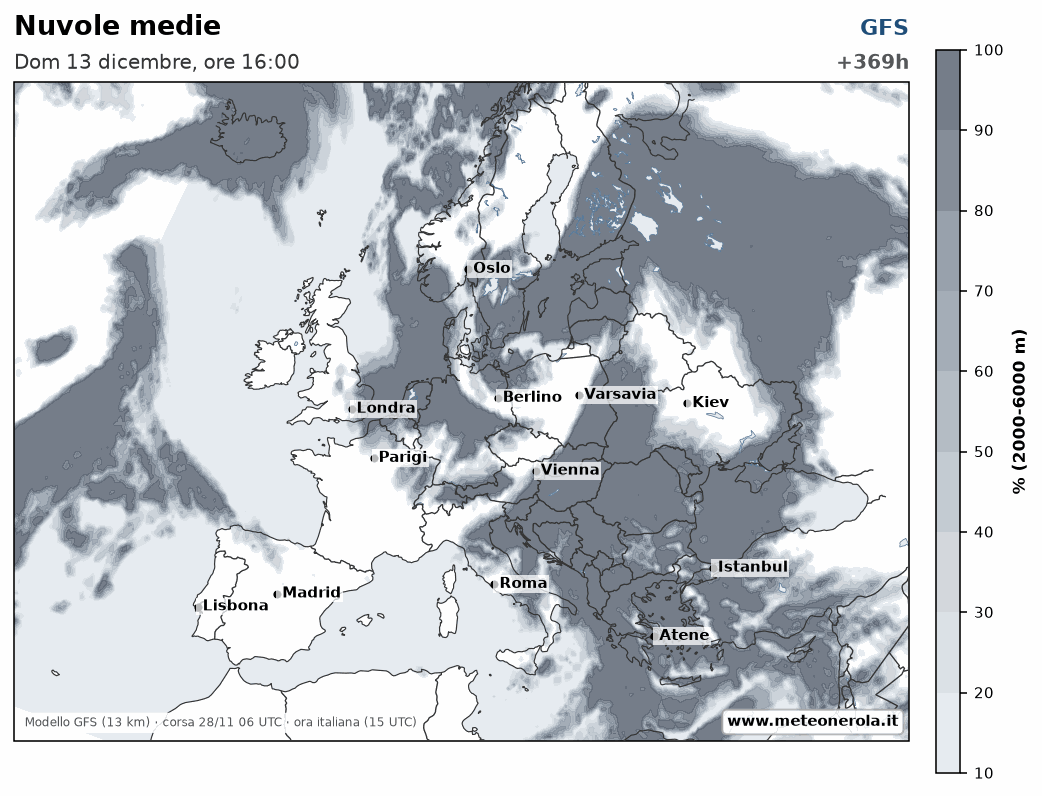 Nuvole medie
GFS
Dom 13 dicembre, ore 16:00
+369h
100
90
80
70
60
50
40
30
20
10
% (2000-6000 m)
Oslo
Londra
Berlino
Varsavia
Kiev
Parigi
Vienna
Istanbul
Roma
Madrid
Lisbona
Atene
Modello GFS (13 km) · corsa 28/11 06 UTC · ora italiana (15 UTC)
www.meteonerola.it